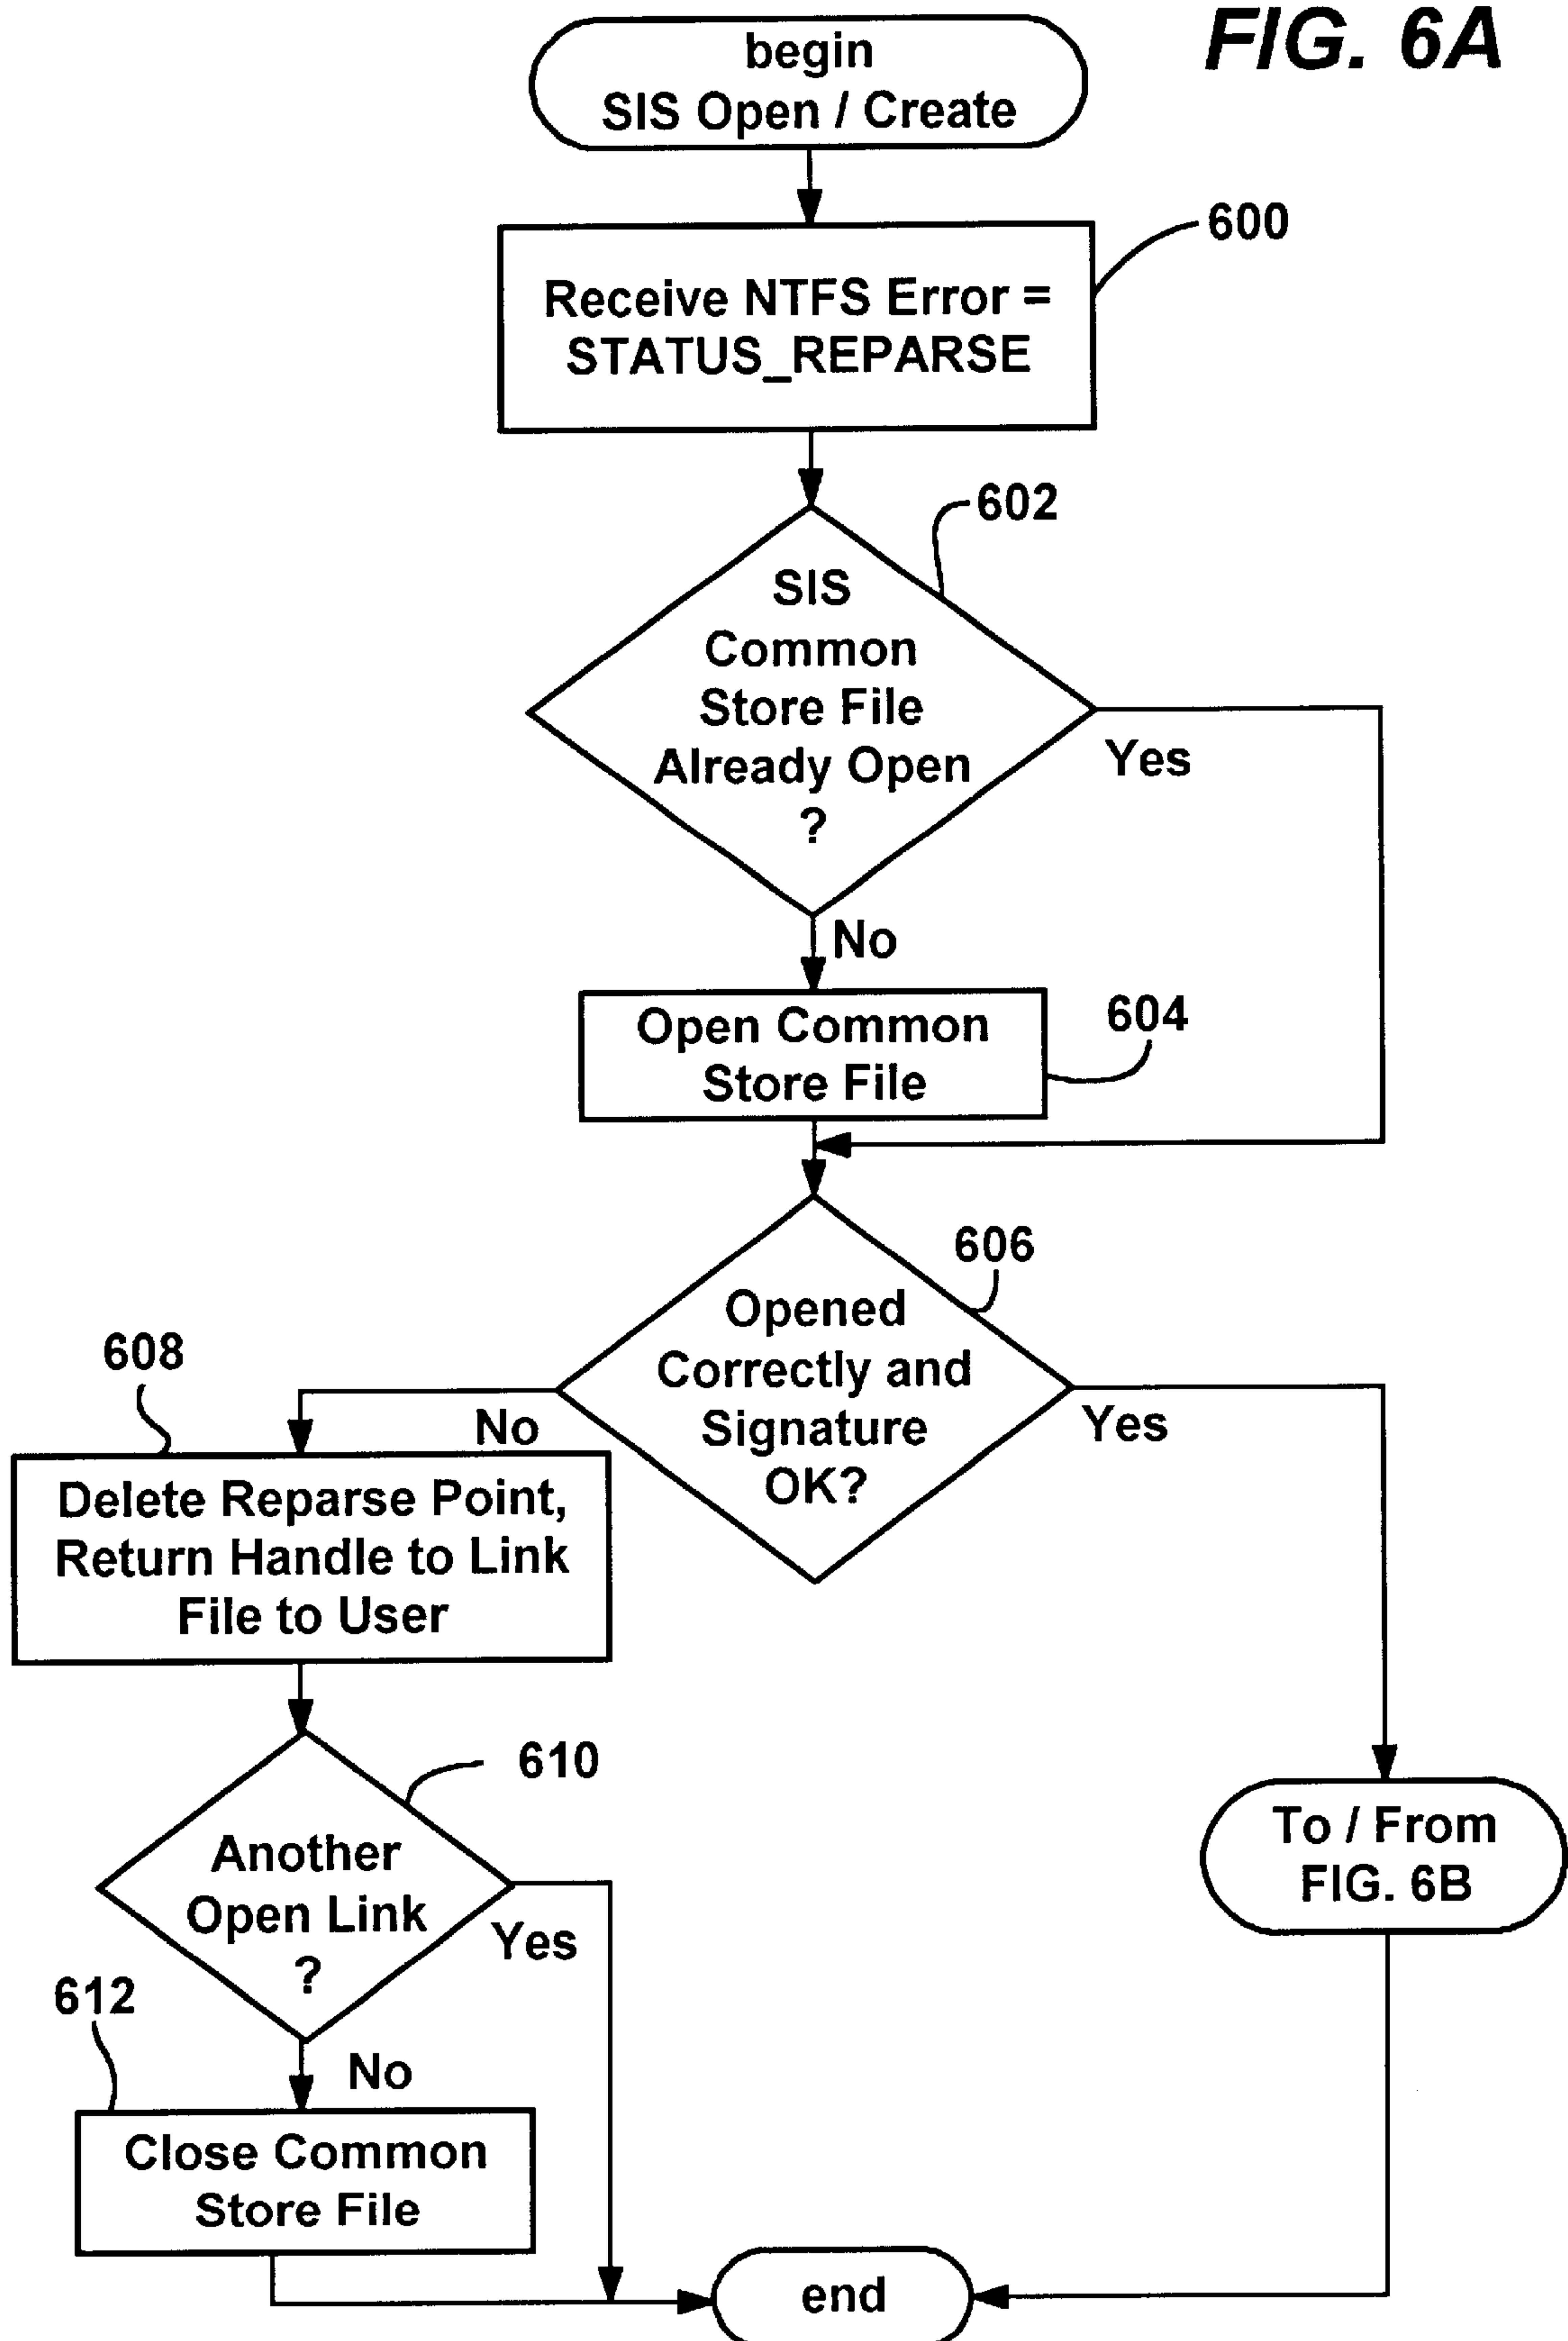 FIG. 6A
begin
SIS Open / Create
600
Receive NTFS Error =
STATUS_REPARSE
602
SIS
Common
Store File
Already Open
?
Yes
No
Open Common
Store File
604
606
Opened
Correctly and
Signature
OK?
No
Yes
608
Delete Reparse Point,
Return Handle to Link
File to User
610
Another
Open Link
?
Yes
No
To / From
FIG. 6B
612
Close Common
Store File
end